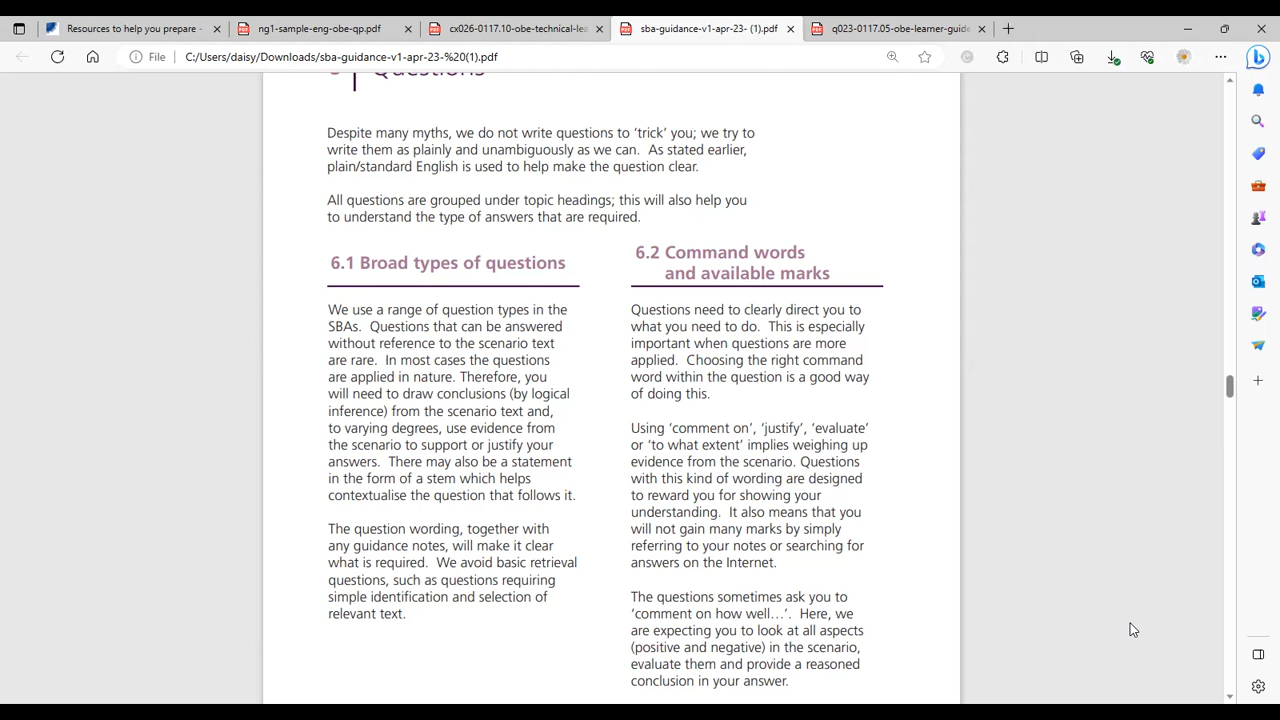 Resources to help you prepare -
ng1-sample-eng-obe-qp.pdf
cx026-0117.10-obe-technical-lea
sba-guidance-v1-apr-23- (1).pdf
q023-0117.05-obe-learner-guide
File
C:/Users/daisy/Downloads/sba-guidance-v1-apr-23-%20(1).pdf
Questions
Despite many myths, we do not write questions to ‘trick’ you; we try to
write them as plainly and unambiguously as we can. As stated earlier,
plain/standard English is used to help make the question clear.
All questions are grouped under topic headings; this will also help you
to understand the type of answers that are required.
6.1 Broad types of questions
We use a range of question types in the
SBAs. Questions that can be answered
without reference to the scenario text
are rare. In most cases the questions
are applied in nature. Therefore, you
will need to draw conclusions (by logical
inference) from the scenario text and,
to varying degrees, use evidence from
the scenario to support or justify your
answers. There may also be a statement
in the form of a stem which helps
contextualise the question that follows it.
The question wording, together with
any guidance notes, will make it clear
what is required. We avoid basic retrieval
questions, such as questions requiring
simple identification and selection of
relevant text.
6.2 Command words
and available marks
Questions need to clearly direct you to
what you need to do. This is especially
important when questions are more
applied. Choosing the right command
word within the question is a good way
of doing this.
Using ‘comment on’, ‘justify’, ‘evaluate’
or ‘to what extent’ implies weighing up
evidence from the scenario. Questions
with this kind of wording are designed
to reward you for showing your
understanding. It also means that you
will not gain many marks by simply
referring to your notes or searching for
answers on the Internet.
The questions sometimes ask you to
‘comment on how well…’. Here, we
are expecting you to look at all aspects
(positive and negative) in the scenario,
evaluate them and provide a reasoned
conclusion in your answer.